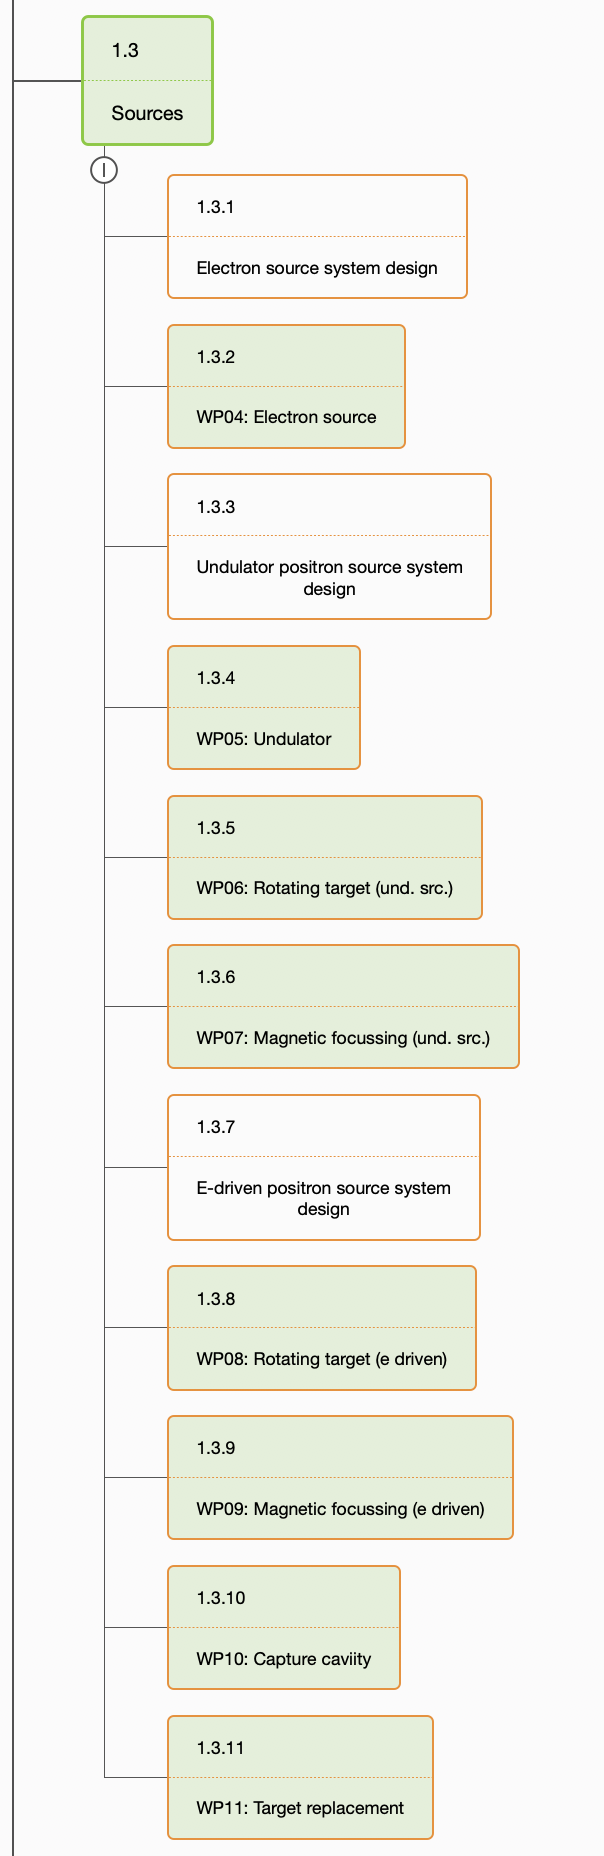 1.3
Sources
1.3.1
Electron source system design
1.3.2
WP04: Electron source
1.3.3
Undulator positron source system
design
1.3.4
WP05: Undulator
1.3.5
WP06: Rotating target (und. src.)
1.3.6
WP07: Magnetic focussing (und. src.)
1.3.7
E-driven positron source system
design
1.3.8
WP08: Rotating target (e driven)
1.3.9
WP09: Magnetic focussing (e driven)
1.3.10
WP10: Capture caviity
1.3.11
WP11: Target replacement